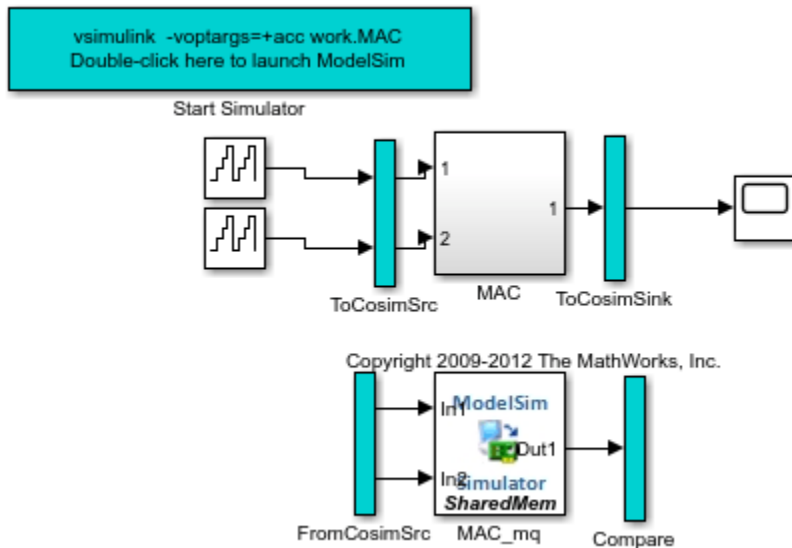 vsimulink -voptargs=+acc work.MAC
Double-click here to launch ModelSim
Start Simulator
1
1
2
ToCosimSrc
MAC
ToCosimSink
Copyright 2009-2012 The MathWorks, Inc.
ModelSim
In1
Out1
In2
Simulator
SharedMem
FromCosimSrc
MAC_mq
Compare